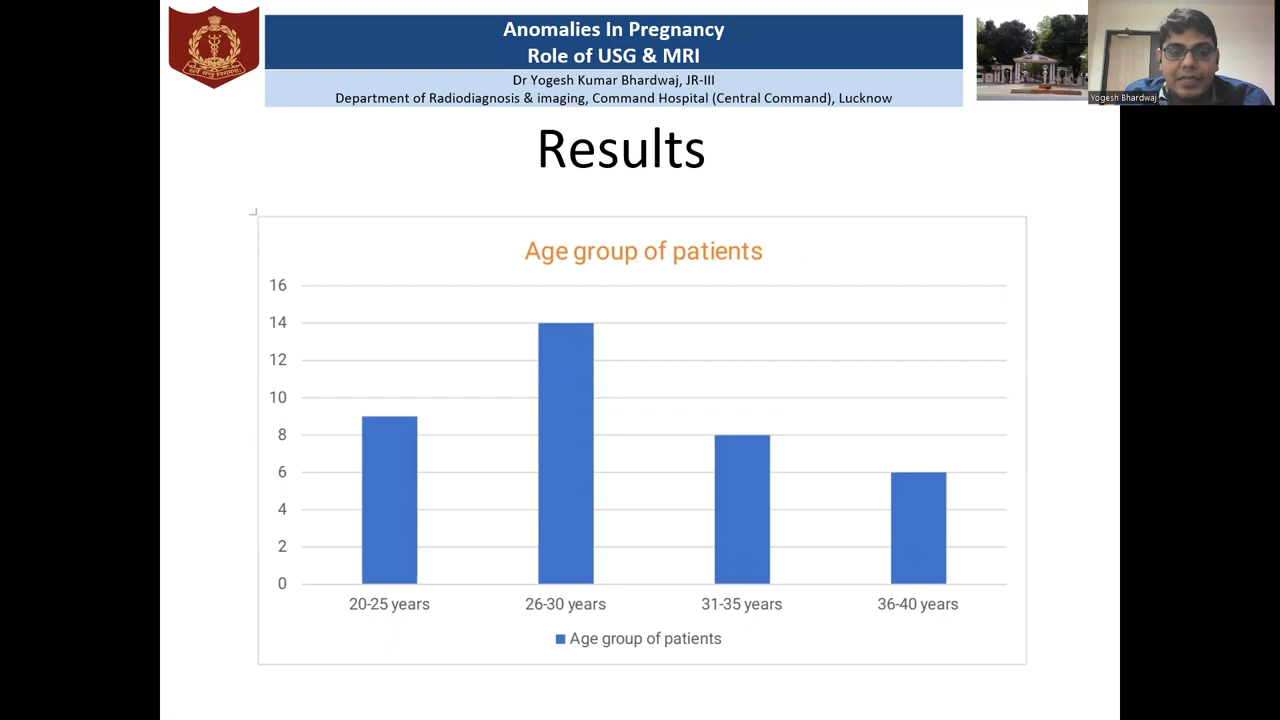 Anomalies In Pregnancy
Role of USG & MRI
Dr Yogesh Kumar Bhardwaj, JR-III
Department of Radiodiagnosis & imaging, Command Hospital (Central Command), Lucknow
Yogesh Bhardwaj
Results
Age group of patients
16
14
12
10
8
6
4
2
0
20-25 years 26-30 years 31-35 years 36-40 years
Age group of patients